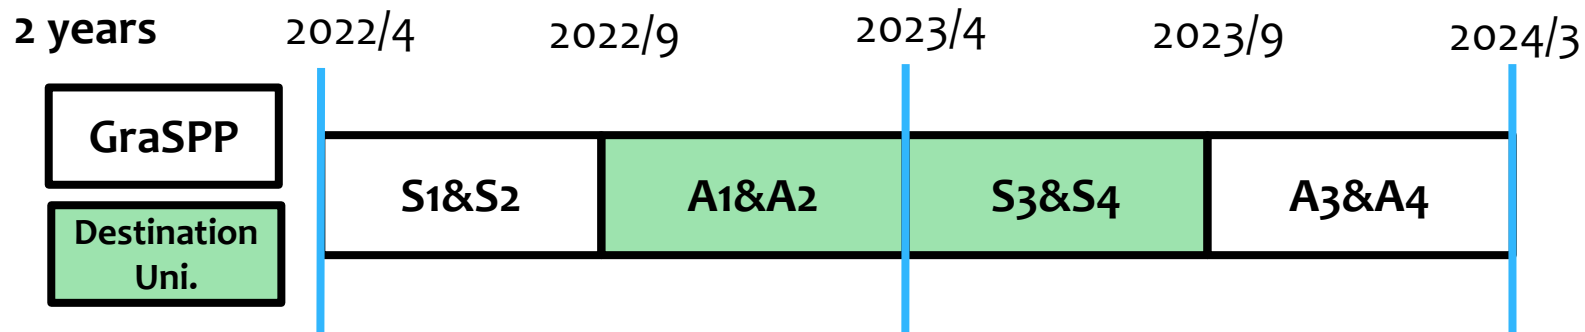 2 years
2022/4
2022/9
2023/4
2023/9
2024/3
GraSPP
Destination
Uni.
S1&S2
A1&A2
S3&S4
A3&A4